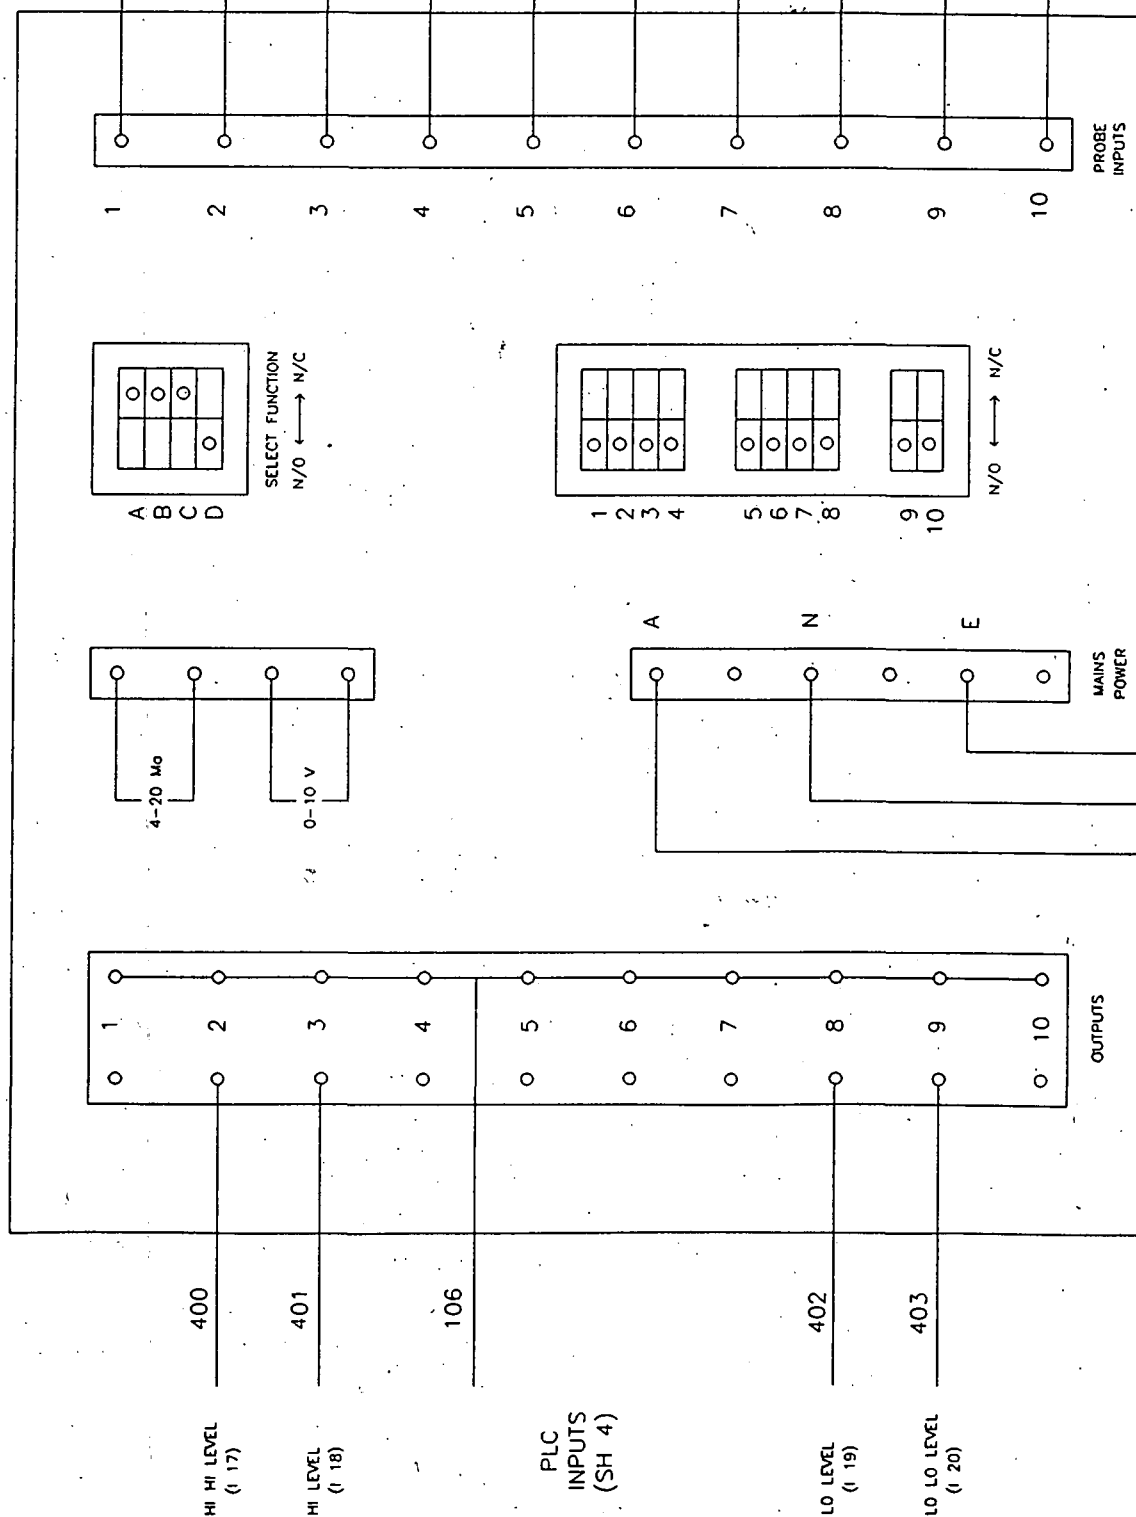 HI HI LEVEL
(I 17)
400
HI LEVEL
(I 18)
401
PLC
INPUTS
(SH 4)
106
LO LEVEL
(I 19)
402
LO LO LEVEL
(I 20)
403
1
2
3
4
5
6
7
8
9
10
OUTPUTS
4-20 Ma
0-10 V
A
N
E
MAINS
POWER
A
B
C
D
SELECT FUNCTION
N/O ⟷ N/C
1
2
3
4
5
6
7
8
9
10
N/O ⟷ N/C
1
2
3
4
5
6
7
8
9
10
PROBE
INPUTS